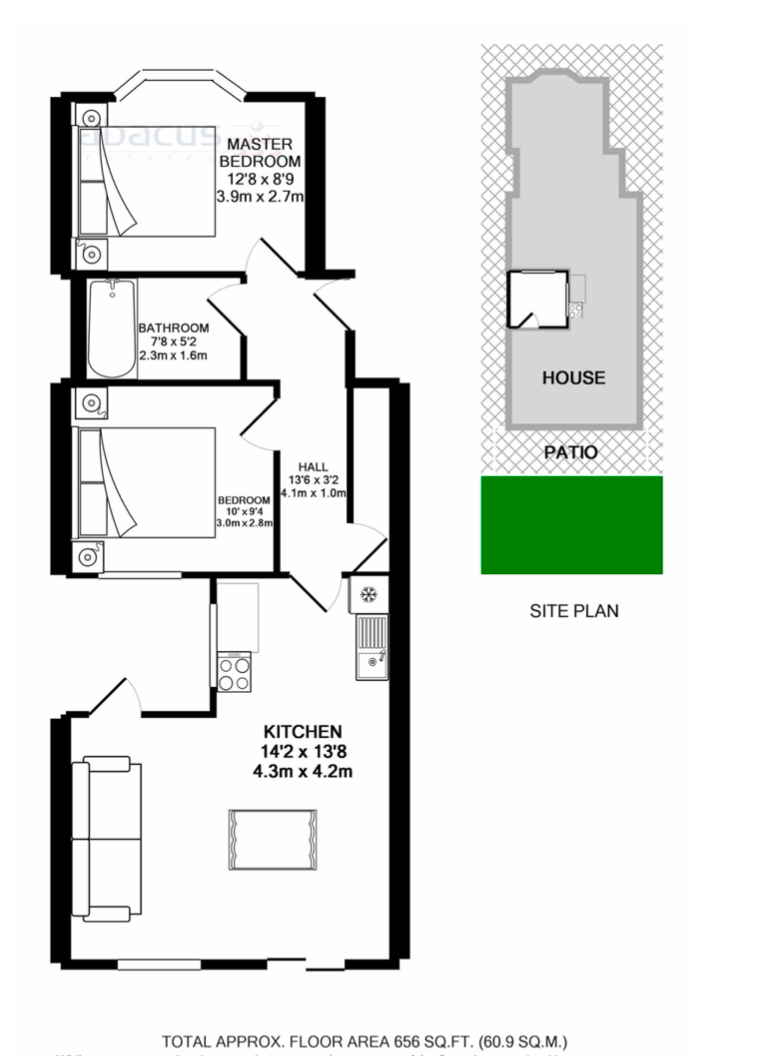 abacus
ESTATES
MASTER
BEDROOM
12'8 x 8'9
3.9m x 2.7m
BATHROOM
7'8 x 5'2
2.3m x 1.6m
HALL
13'6 x 3'2
4.1m x 1.0m
BEDROOM
10' x 9'4
3.0m x 2.8m
KITCHEN
14'2 x 13'8
4.3m x 4.2m
HOUSE
PATIO
SITE PLAN
TOTAL APPROX. FLOOR AREA 656 SQ.FT. (60.9 SQ.M.)